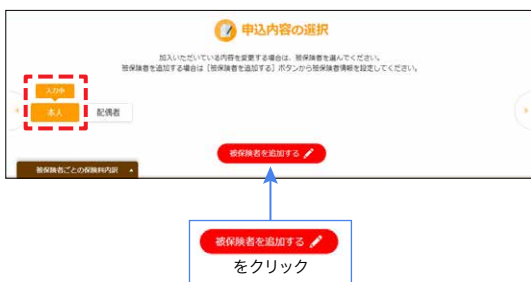 申込内容の選択
加入いただいている内容を変更する場合は、被保険者を選んでください。
被保険者を追加する場合は［被保険者を追加する］ボタンから被保険者情報を設定してください。
入力中
本人
配偶者
被保険者を追加する
被保険者ごとの保険料内訳
被保険者を追加する
をクリック